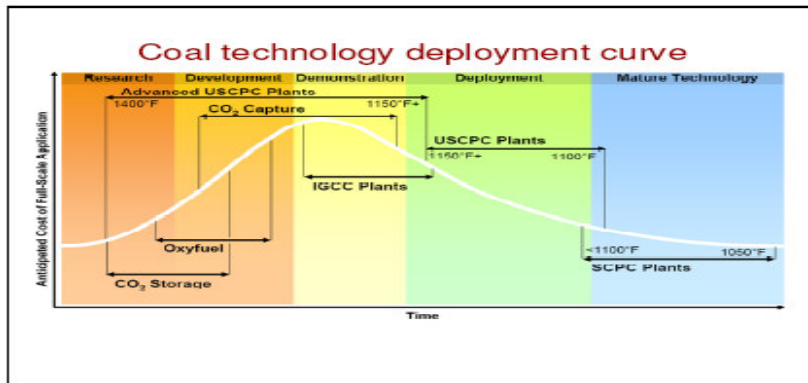 Coal technology deployment curve
Research Development Demonstration Deployment Mature Technology
Advanced USCPC Plants
1400°F 1150°F+
CO₂ Capture
USCPC Plants
1150°F+ 1100°F
IGCC Plants
Oxyfuel
<1100°F 1050°F
SCPC Plants
CO₂ Storage
Anticipated Cost of Full-Scale Application
Time